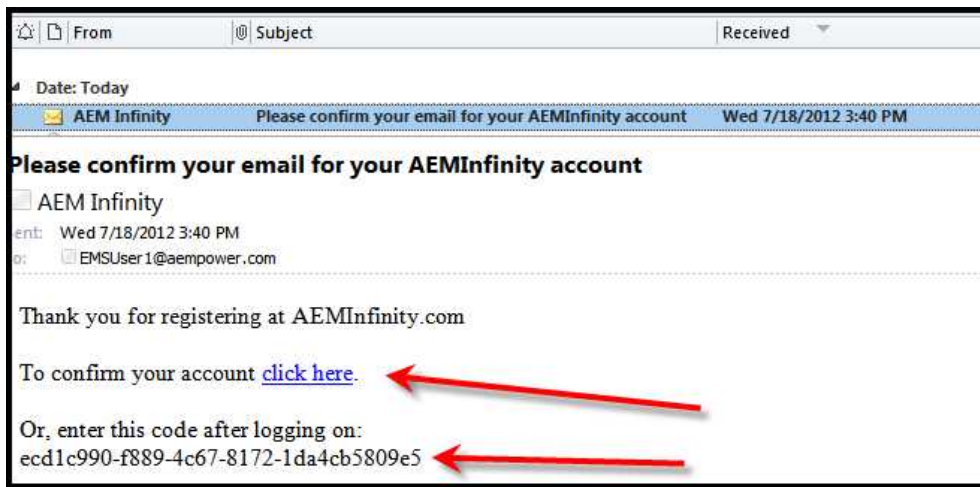 From Subject Received
Date: Today
AEM Infinity Please confirm your email for your AEMInfinity account Wed 7/18/2012 3:40 PM
Please confirm your email for your AEMInfinity account
AEM Infinity
ent: Wed 7/18/2012 3:40 PM
o: EMSUser1@aempower.com
Thank you for registering at AEMInfinity.com
To confirm your account click here.
Or, enter this code after logging on:
ecd1c990-f889-4c67-8172-1da4cb5809e5